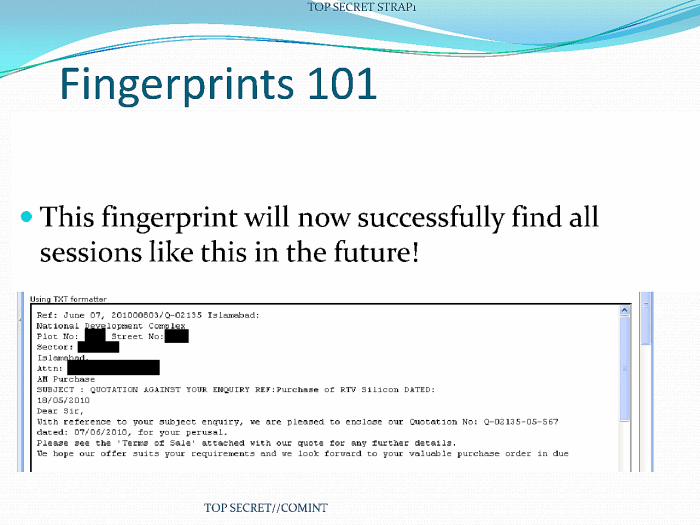 TOP SECRET STRAP1
Fingerprints 101
This fingerprint will now successfully find all
sessions like this in the future!
Using TXT formatter
Ref: June 07, 201000803/Q-02135 Islamabad:
National Development Complex
Plot No: Street No:
Sector:
Islamabad.
Attn:
AM Purchase
SUBJECT : QUOTATION AGAINST YOUR ENQUIRY REF:Purchase of RTV Silicon DATED:
18/05/2010
Dear Sir,
With reference to your subject enquiry, we are pleased to enclose our Quotation No: Q-02135-05-567
dated: 07/06/2010, for your perusal.
Please see the 'Terms of Sale' attached with our quote for any further details.
We hope our offer suits your requirements and we look forward to your valuable purchase order in due
TOP SECRET//COMINT